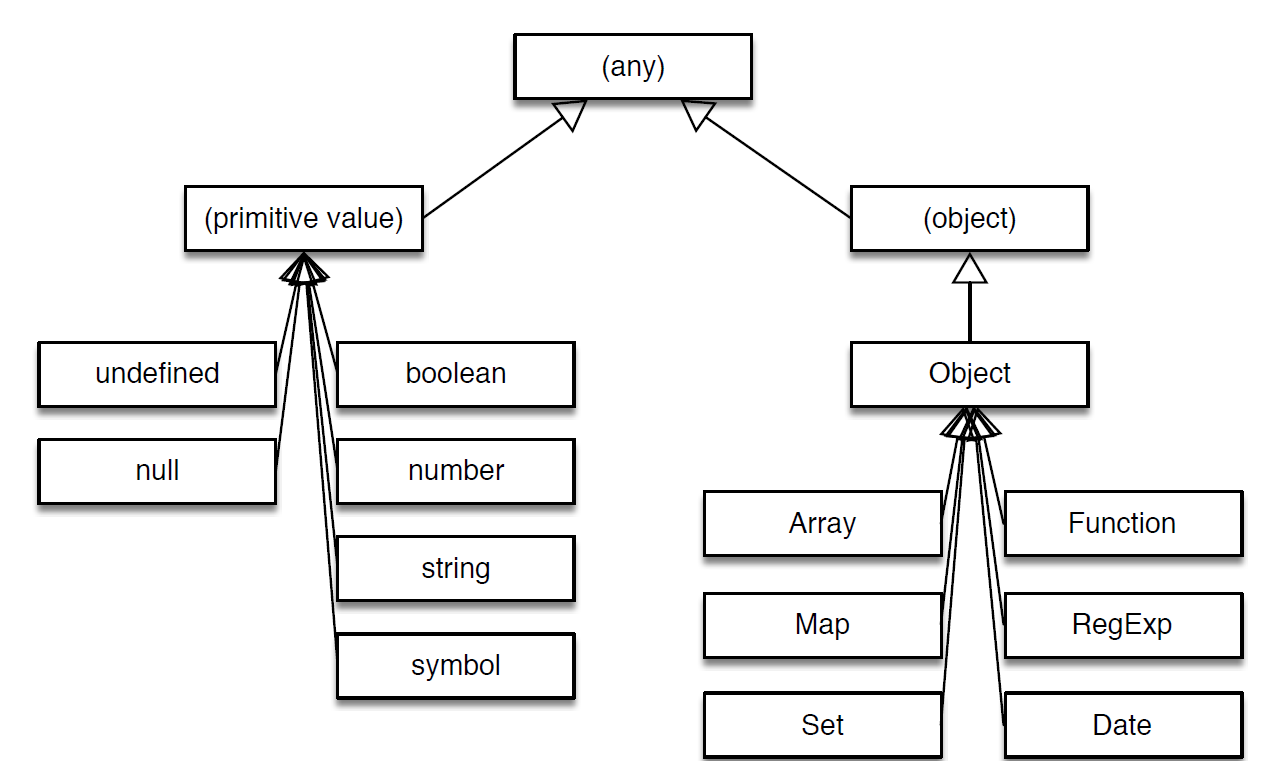 (any)
(primitive value)
(object)
undefined
boolean
Object
null
number
Array
Function
string
Map
RegExp
symbol
Set
Date